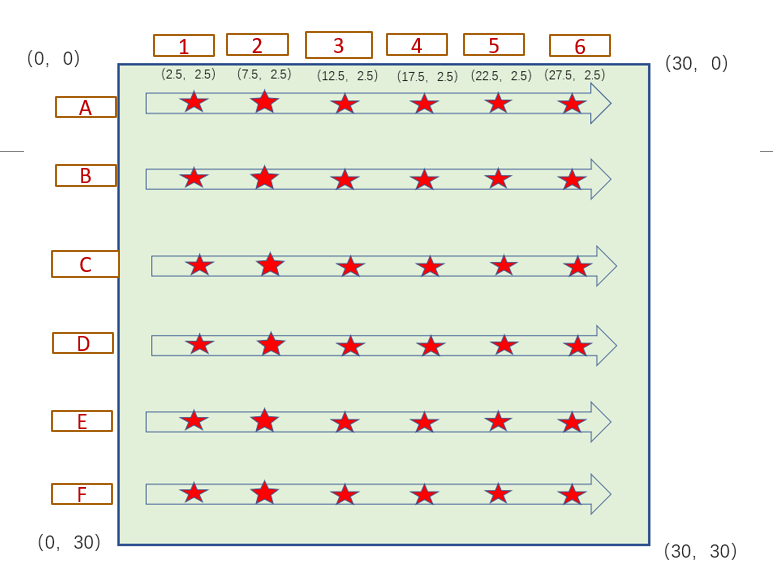 1 2 3 4 5 6
(0, 0)
(30, 0)
(2.5, 2.5) (7.5, 2.5) (12.5, 2.5) (17.5, 2.5) (22.5, 2.5) (27.5, 2.5)
A
B
C
D
E
F
(0, 30)
(30, 30)